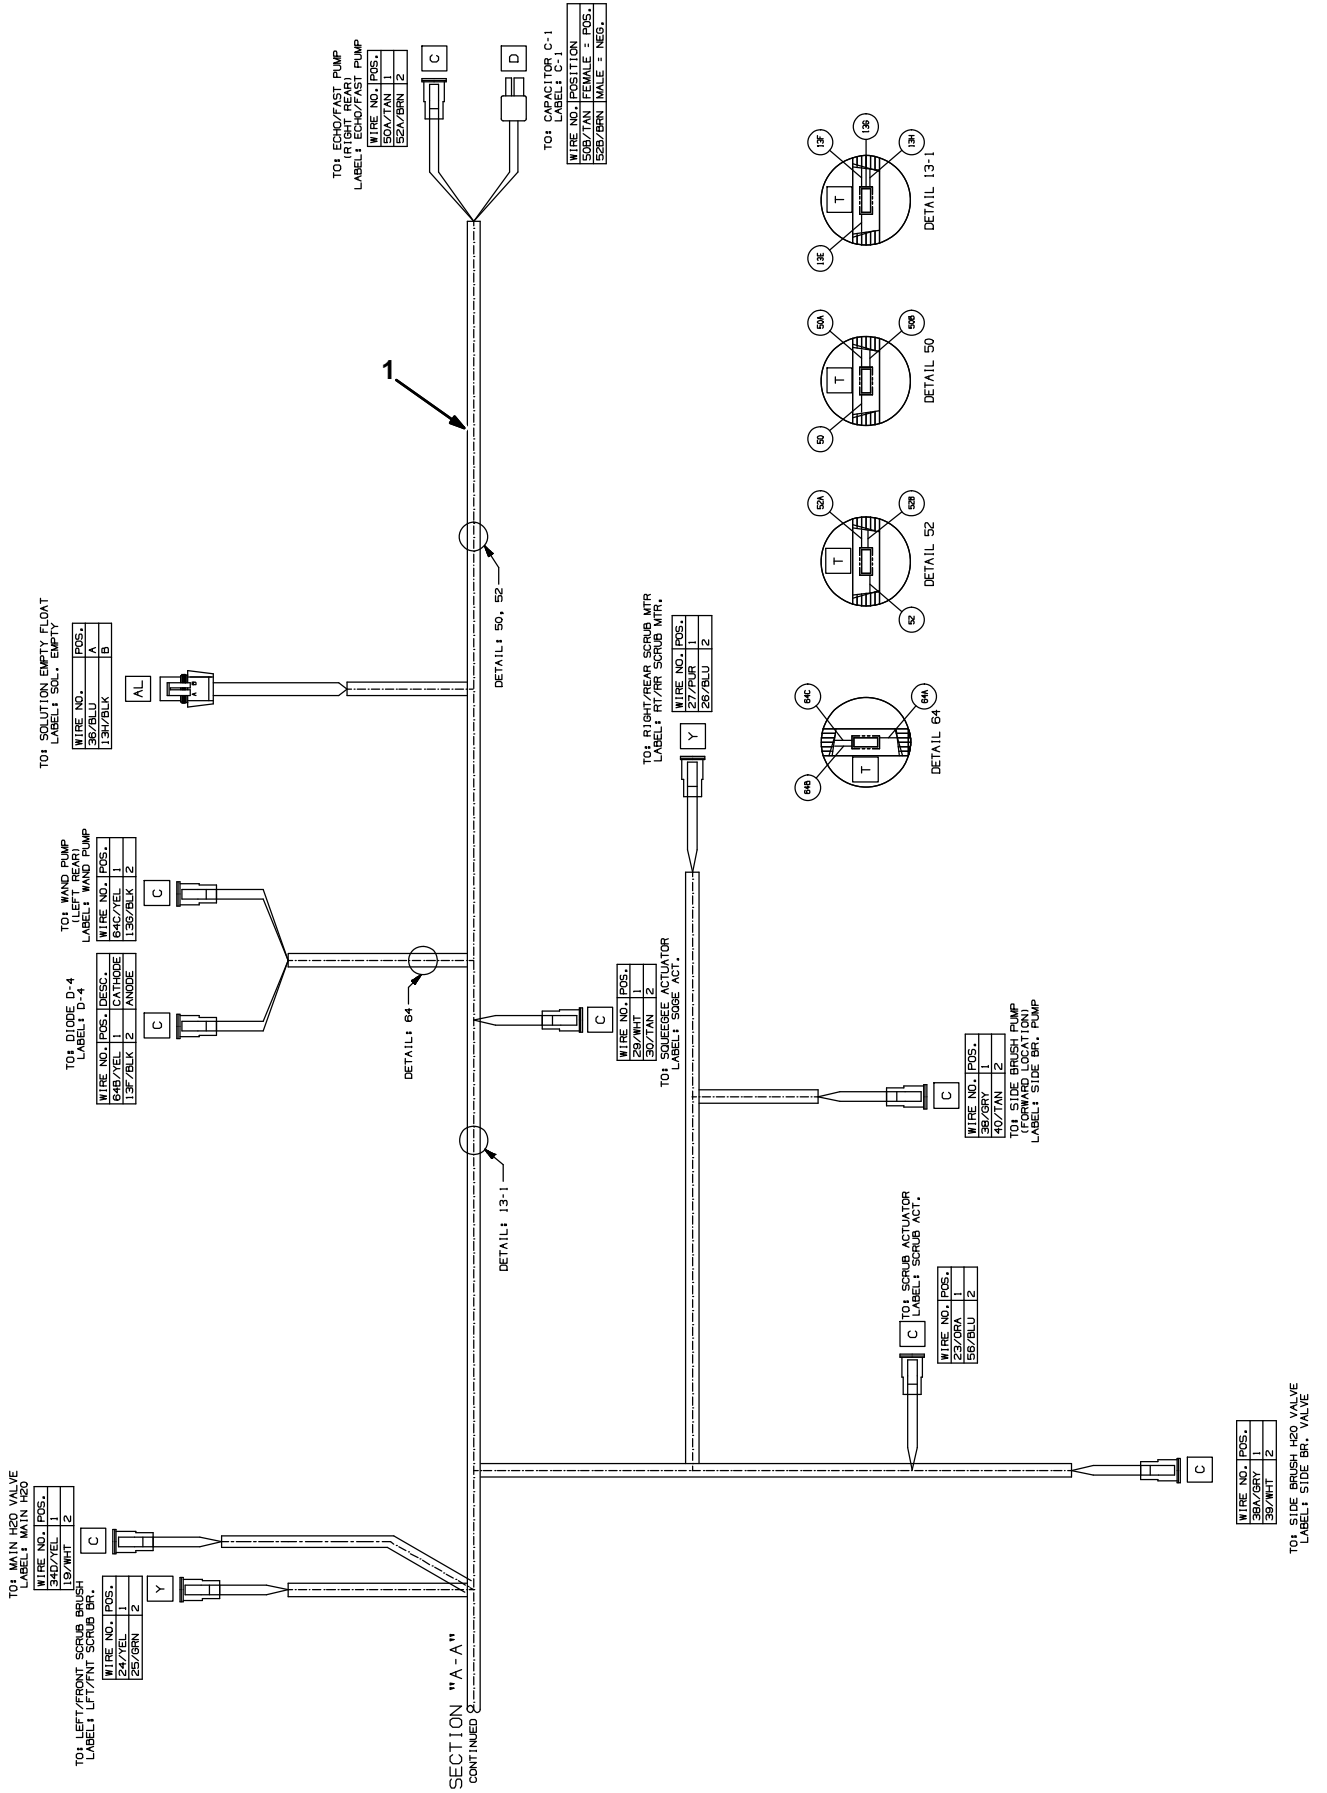 TO: MAIN H2O VALVE
LABEL: MAIN H2O
WIRE NO. POS.
34D/YEL 1
19/WHT 2
C
TO: LEFT/FRONT SCRUB BRUSH
LABEL: LFT/FNT SCRUB BR.
WIRE NO. POS.
24/YEL 1
25/GRN 2
Y
TO: DIODE D-4
LABEL: D-4
WIRE NO. POS. DESC.
64B/YEL 1 CATHODE
13F/BLK 2 ANODE
C
TO: WAND PUMP
(LEFT REAR)
LABEL: WAND PUMP
WIRE NO. POS.
64C/YEL 1
13G/BLK 2
C
TO: SOLUTION EMPTY FLOAT
LABEL: SOL. EMPTY
WIRE NO. POS.
36/BLU A
13H/BLK B
AL
A
B
TO: ECHO/FAST PUMP
(RIGHT REAR)
LABEL: ECHO/FAST PUMP
WIRE NO. POS.
50A/TAN 1
52A/BRN 2
C
D
TO: CAPACITOR C-1
LABEL: C-1
WIRE NO. POSITION
50B/TAN FEMALE = POS.
52B/BRN MALE = NEG.
1
SECTION "A-A"
CONTINUED
DETAIL: 13-1
DETAIL: 64
DETAIL: 50, 52
C
WIRE NO. POS.
29/WHT 1
30/TAN 2
TO: SQUEEGEE ACTUATOR
LABEL: SQGE ACT.
TO: RIGHT/REAR SCRUB MTR
LABEL: RT/RR SCRUB MTR.
WIRE NO. POS.
27/PUR 1
26/BLU 2
Y
C
WIRE NO. POS.
38/GRY 1
40/TAN 2
TO: SIDE BRUSH PUMP
(FORWARD LOCATION)
LABEL: SIDE BR. PUMP
C
TO: SCRUB ACTUATOR
LABEL: SCRUB ACT.
WIRE NO. POS.
23/ORA 1
56/BLU 2
C
WIRE NO. POS.
38A/GRY 1
39/WHT 2
TO: SIDE BRUSH H2O VALVE
LABEL: SIDE BR. VALVE
64B
64C
T
64A
DETAIL 64
52A
T
52
52B
DETAIL 52
50
50A
T
50B
DETAIL 50
13E
13F
T
13G
13H
DETAIL 13-1